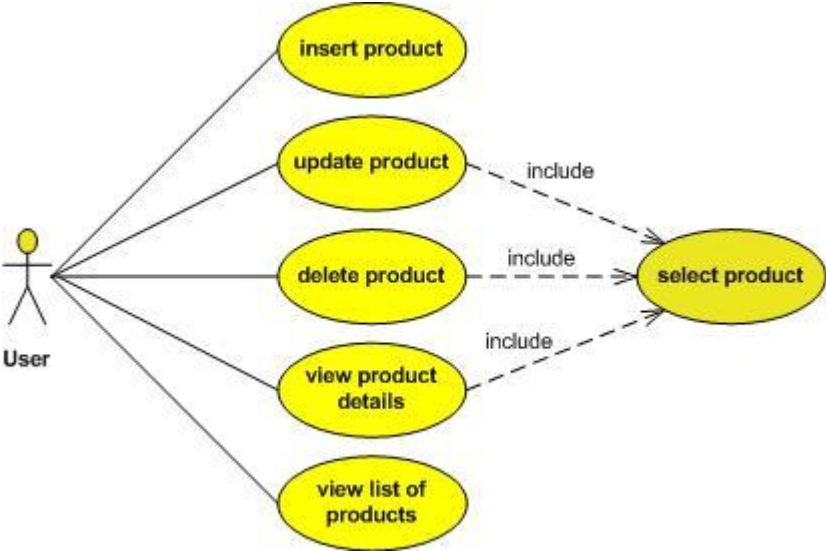 insert product
update product
include
delete product
include
select product
User
include
view product
details
view list of
products